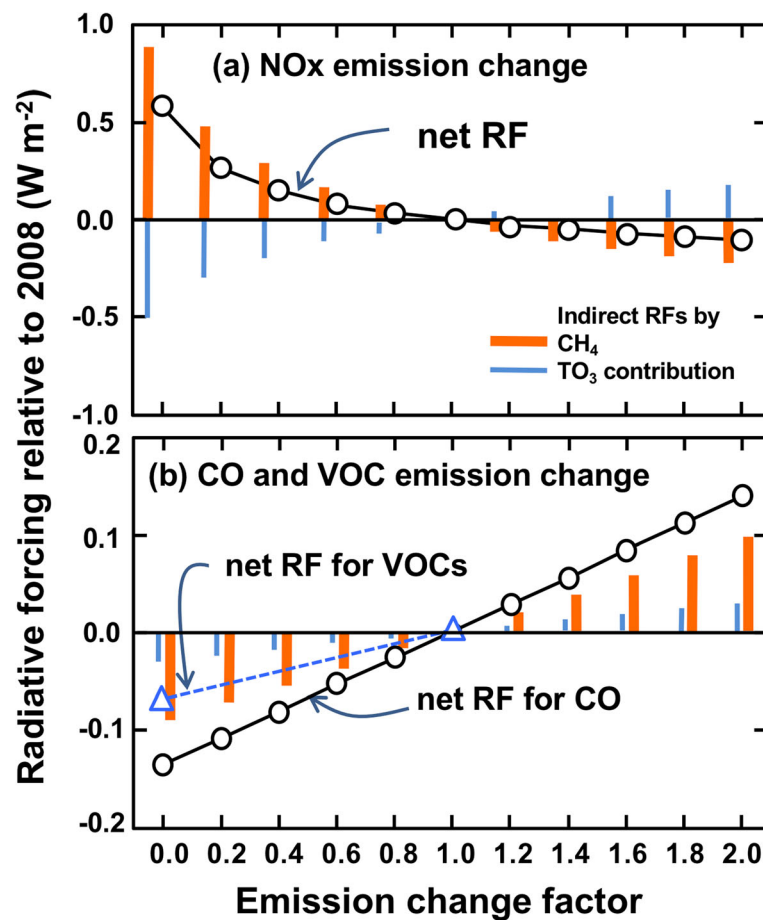 Radiative forcing relative to 2008 (W m⁻²)
1.0
0.5
0.0
-0.5
-1.0
(a) NOx emission change
net RF
Indirect RFs by
CH₄
TO₃ contribution
0.2
0.1
0.0
-0.1
-0.2
(b) CO and VOC emission change
net RF for VOCs
net RF for CO
0.0 0.2 0.4 0.6 0.8 1.0 1.2 1.4 1.6 1.8 2.0
Emission change factor